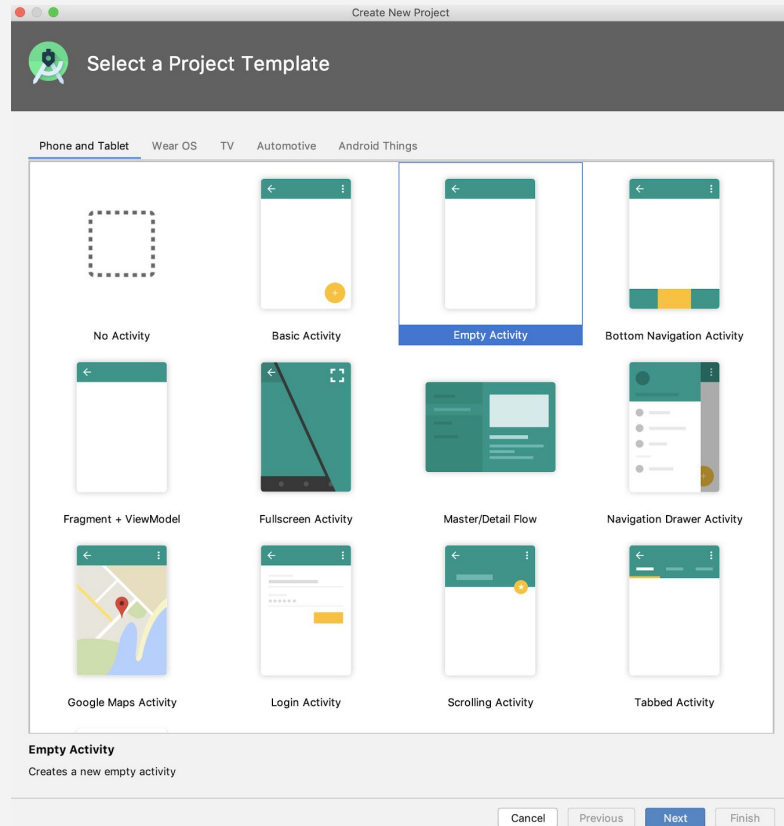 Create New Project
Select a Project Template
Phone and Tablet Wear OS TV Automotive Android Things
No Activity Basic Activity Empty Activity Bottom Navigation Activity
Fragment + ViewModel Fullscreen Activity Master/Detail Flow Navigation Drawer Activity
Google Maps Activity Login Activity Scrolling Activity Tabbed Activity
Empty Activity
Creates a new empty activity
Cancel Previous Next Finish